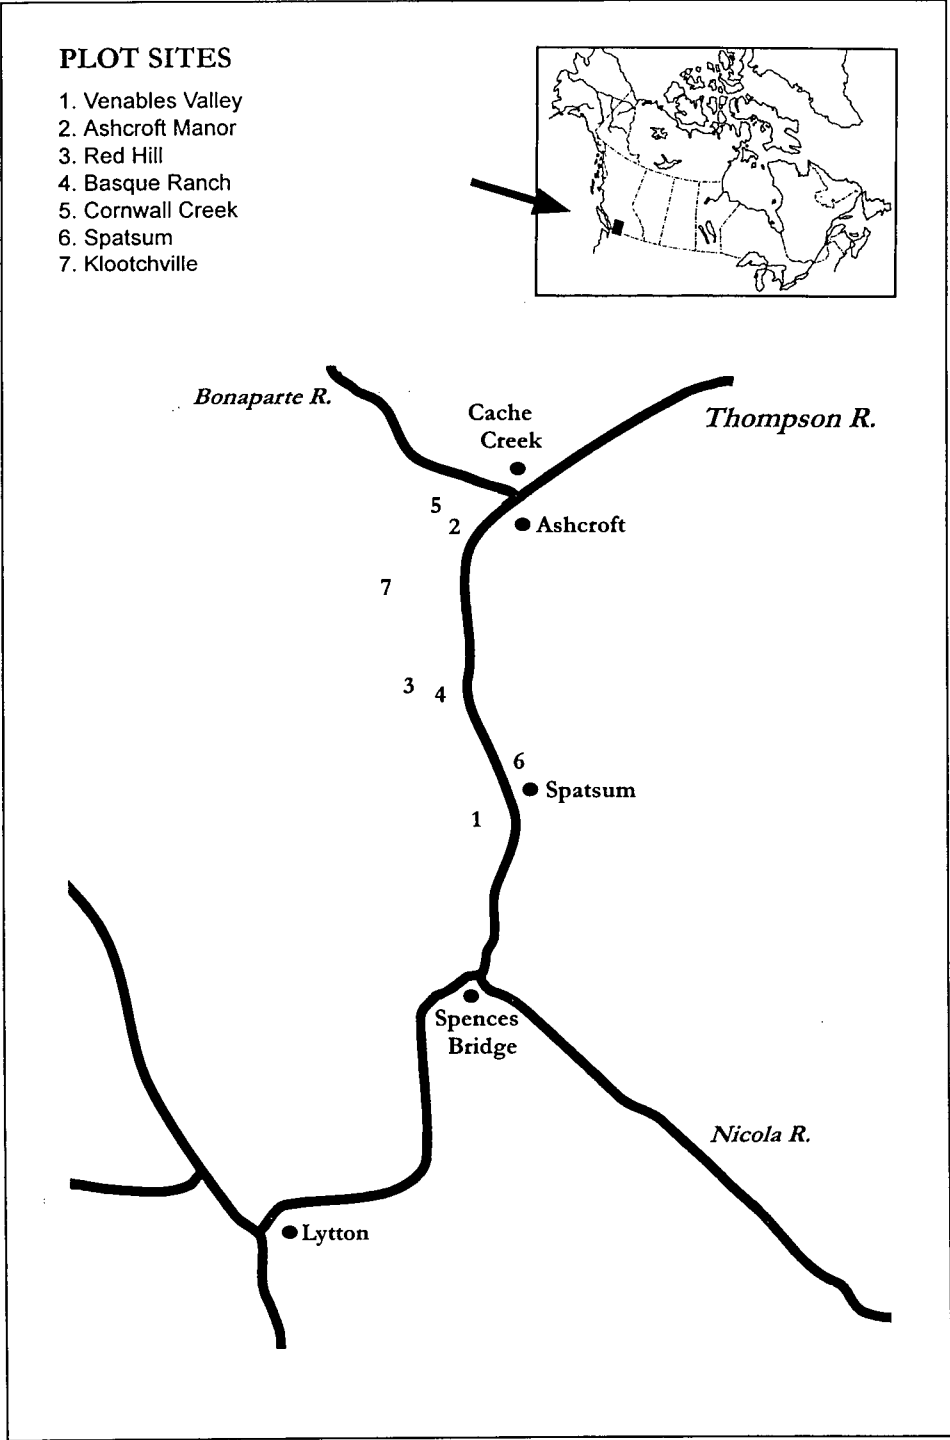 PLOT SITES
1. Venables Valley
2. Ashcroft Manor
3. Red Hill
4. Basque Ranch
5. Cornwall Creek
6. Spatsum
7. Klootchville
Bonaparte R.
Thompson R.
Cache
Creek
5
2
Ashcroft
7
3
4
6
Spatsum
1
Spences
Bridge
Nicola R.
Lytton